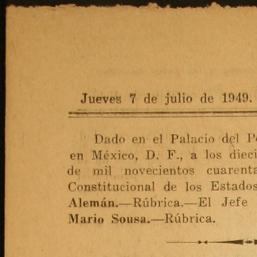 Jueves 7 de julio de 1949.
Dado en el Palacio del P
en México, D. F., a los dieci
de mil novecientos cuarenta
Constitucional de los Estados
Alemán.—Rúbrica.—El Jefe
Mario Sousa.—Rúbrica.